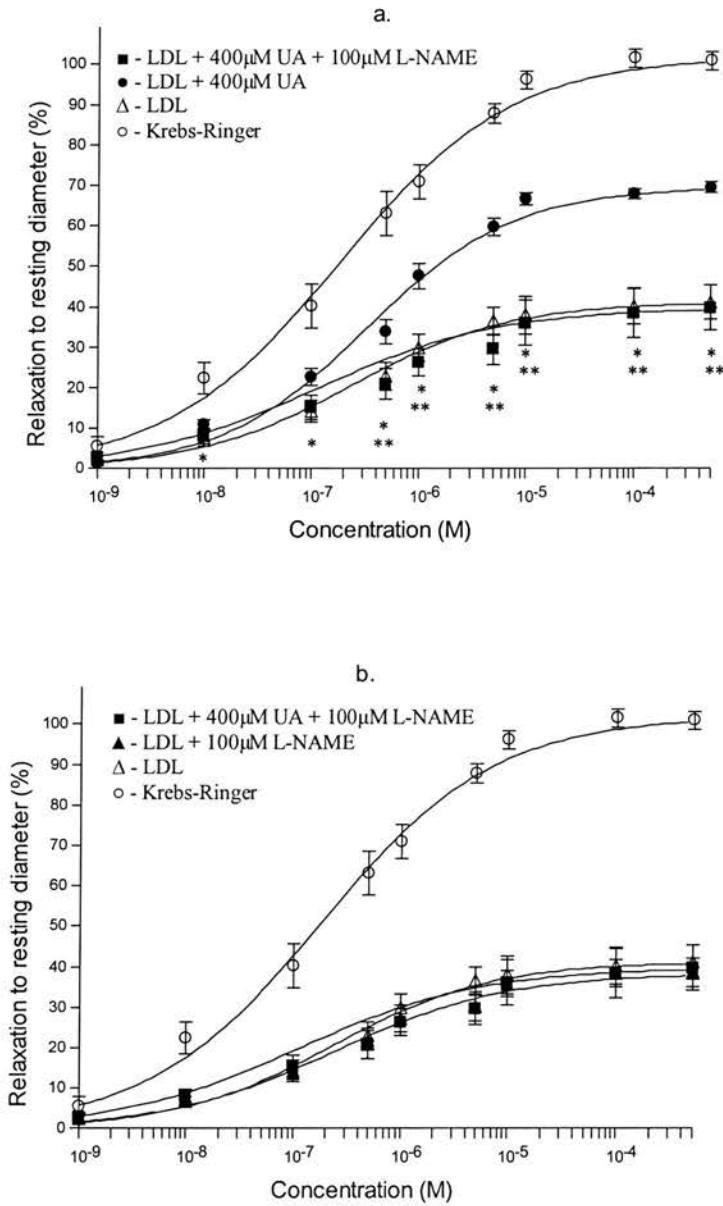 a.
■ - LDL + 400μM UA + 100μM L-NAME
● - LDL + 400μM UA
△ - LDL
○ - Krebs-Ringer
Relaxation to resting diameter (%)
100
90
80
70
60
50
40
30
20
10
0
* * * * * * * *
** ** ** ** ** **
10-9 10-8 10-7 10-6 10-5 10-4
Concentration (M)
b.
■ - LDL + 400μM UA + 100μM L-NAME
▲ - LDL + 100μM L-NAME
△ - LDL
○ - Krebs-Ringer
Relaxation to resting diameter (%)
100
90
80
70
60
50
40
30
20
10
0
10-9 10-8 10-7 10-6 10-5 10-4
Concentration (M)